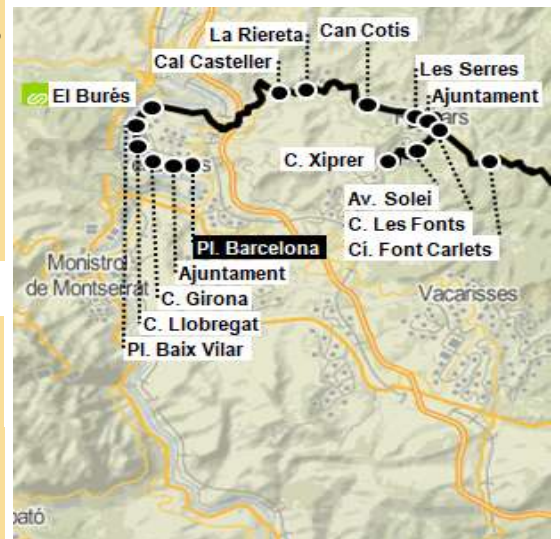 La Riereta
Can Cotis
Cal Casteller
Les Serres
Ajuntament
El Burés
C. Xiprer
Av. Solei
C. Les Fonts
Cí. Font Carlets
Pl. Barcelona
Ajuntament
C. Girona
C. Llobregat
Pl. Baix Vilar
Monistrol
de Montserrat
Vacarisses